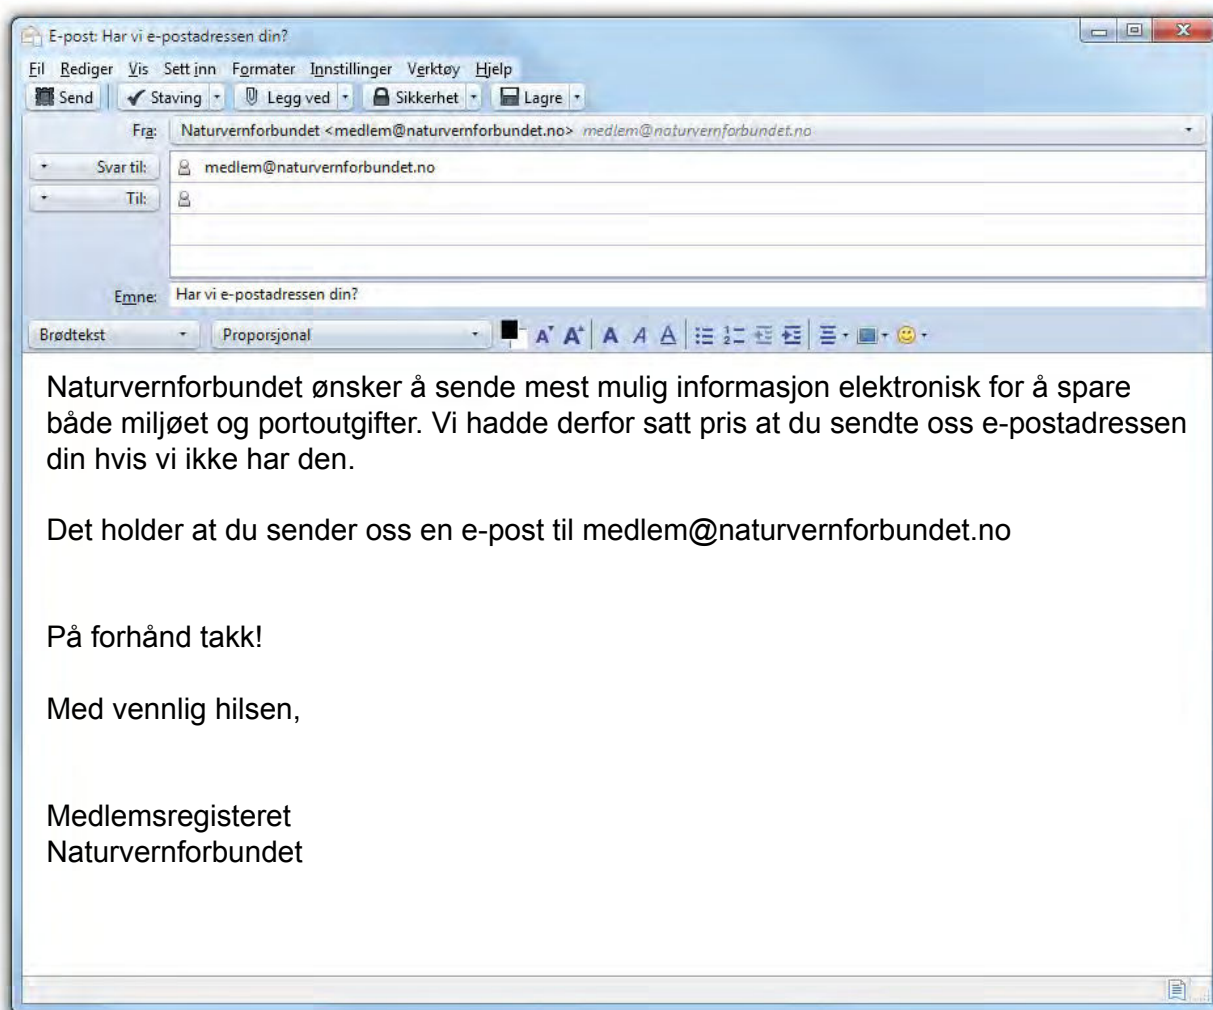 E-post: Har vi e-postadressen din?
Fil Rediger Vis Sett inn Formater Innstillinger Verktøy Hjelp
Send Staving Legg ved Sikkerhet Lagre
Fra: Naturvernforbundet <medlem@naturvernforbundet.no> medlem@naturvernforbundet.no
Svar til: medlem@naturvernforbundet.no
Til:
Emne: Har vi e-postadressen din?
Brødtekst Proporsjonal
Naturvernforbundet ønsker å sende mest mulig informasjon elektronisk for å spare
både miljøet og portoutgifter. Vi hadde derfor satt pris at du sendte oss e-postadressen
din hvis vi ikke har den.
Det holder at du sender oss en e-post til medlem@naturvernforbundet.no
På forhånd takk!
Med vennlig hilsen,
Medlemsregisteret
Naturvernforbundet